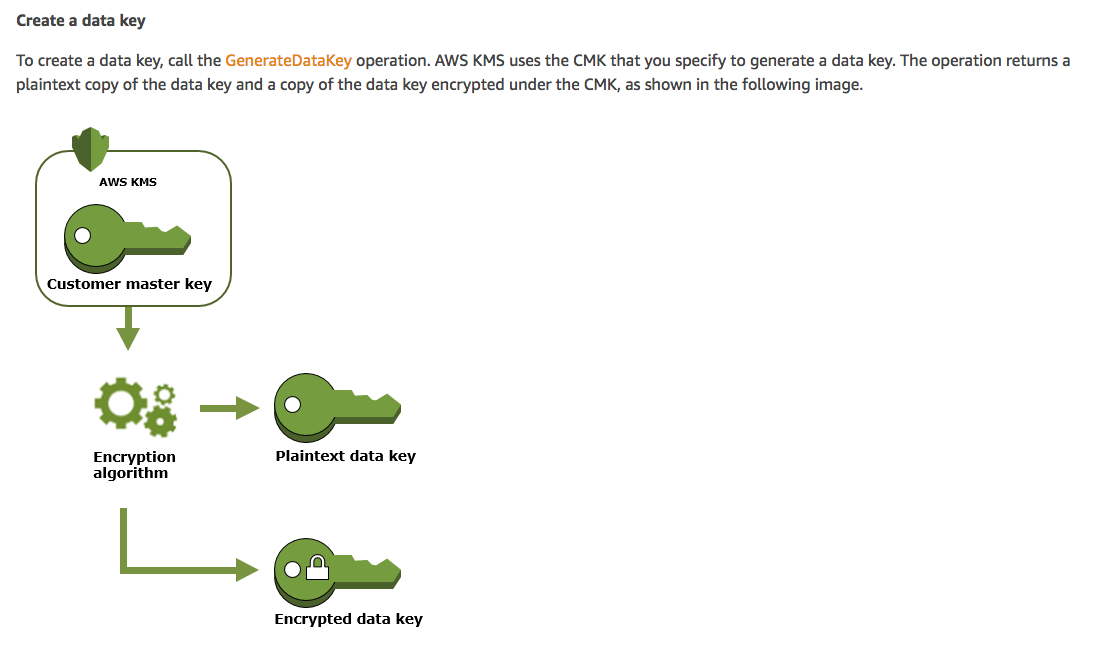 Create a data key
To create a data key, call the GenerateDataKey operation. AWS KMS uses the CMK that you specify to generate a data key. The operation returns a
plaintext copy of the data key and a copy of the data key encrypted under the CMK, as shown in the following image.
AWS KMS
Customer master key
Encryption
algorithm
Plaintext data key
Encrypted data key